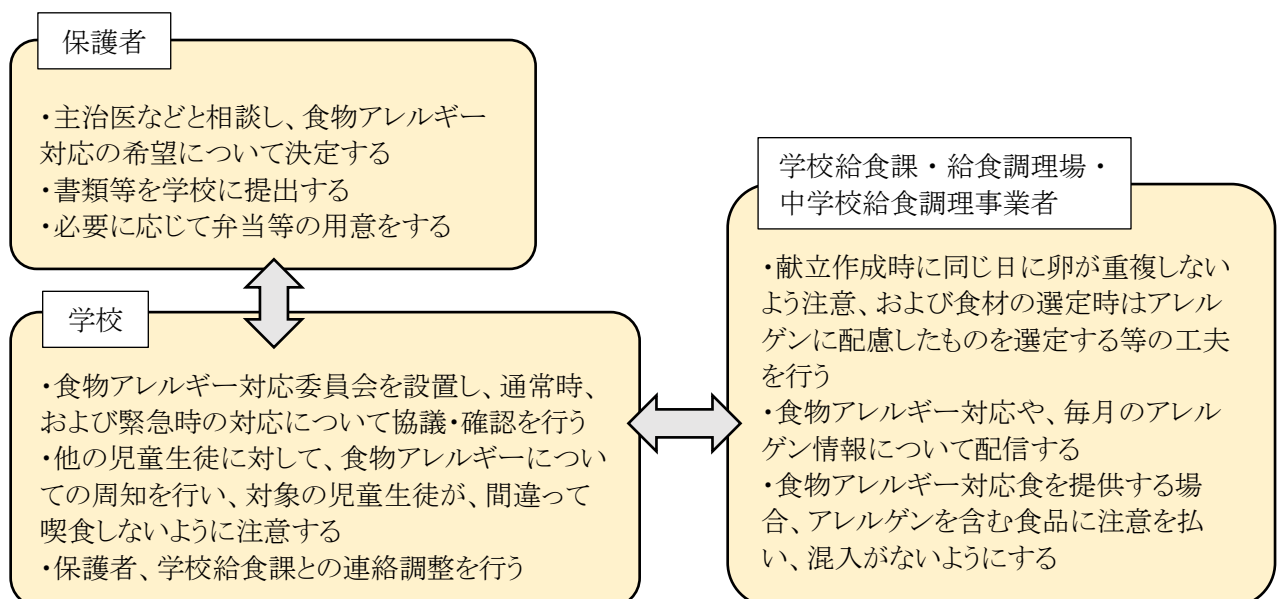 保護者
・主治医などと相談し、食物アレルギー
対応の希望について決定する
・書類等を学校に提出する
・必要に応じて弁当等の用意をする
学校
・食物アレルギー対応委員会を設置し、通常時、
および緊急時の対応について協議・確認を行う
・他の児童生徒に対して、食物アレルギーについ
ての周知を行い、対象の児童生徒が、間違って
喫食しないように注意する
・保護者、学校給食課との連絡調整を行う
学校給食課・給食調理場・
中学校給食調理事業者
・献立作成時に同じ日に卵が重複しない
よう注意、および食材の選定時はアレル
ゲンに配慮したものを選定する等の工夫
を行う
・食物アレルギー対応や、毎月のアレル
ゲン情報について配信する
・食物アレルギー対応食を提供する場
合、アレルゲンを含む食品に注意を払
い、混入がないようにする